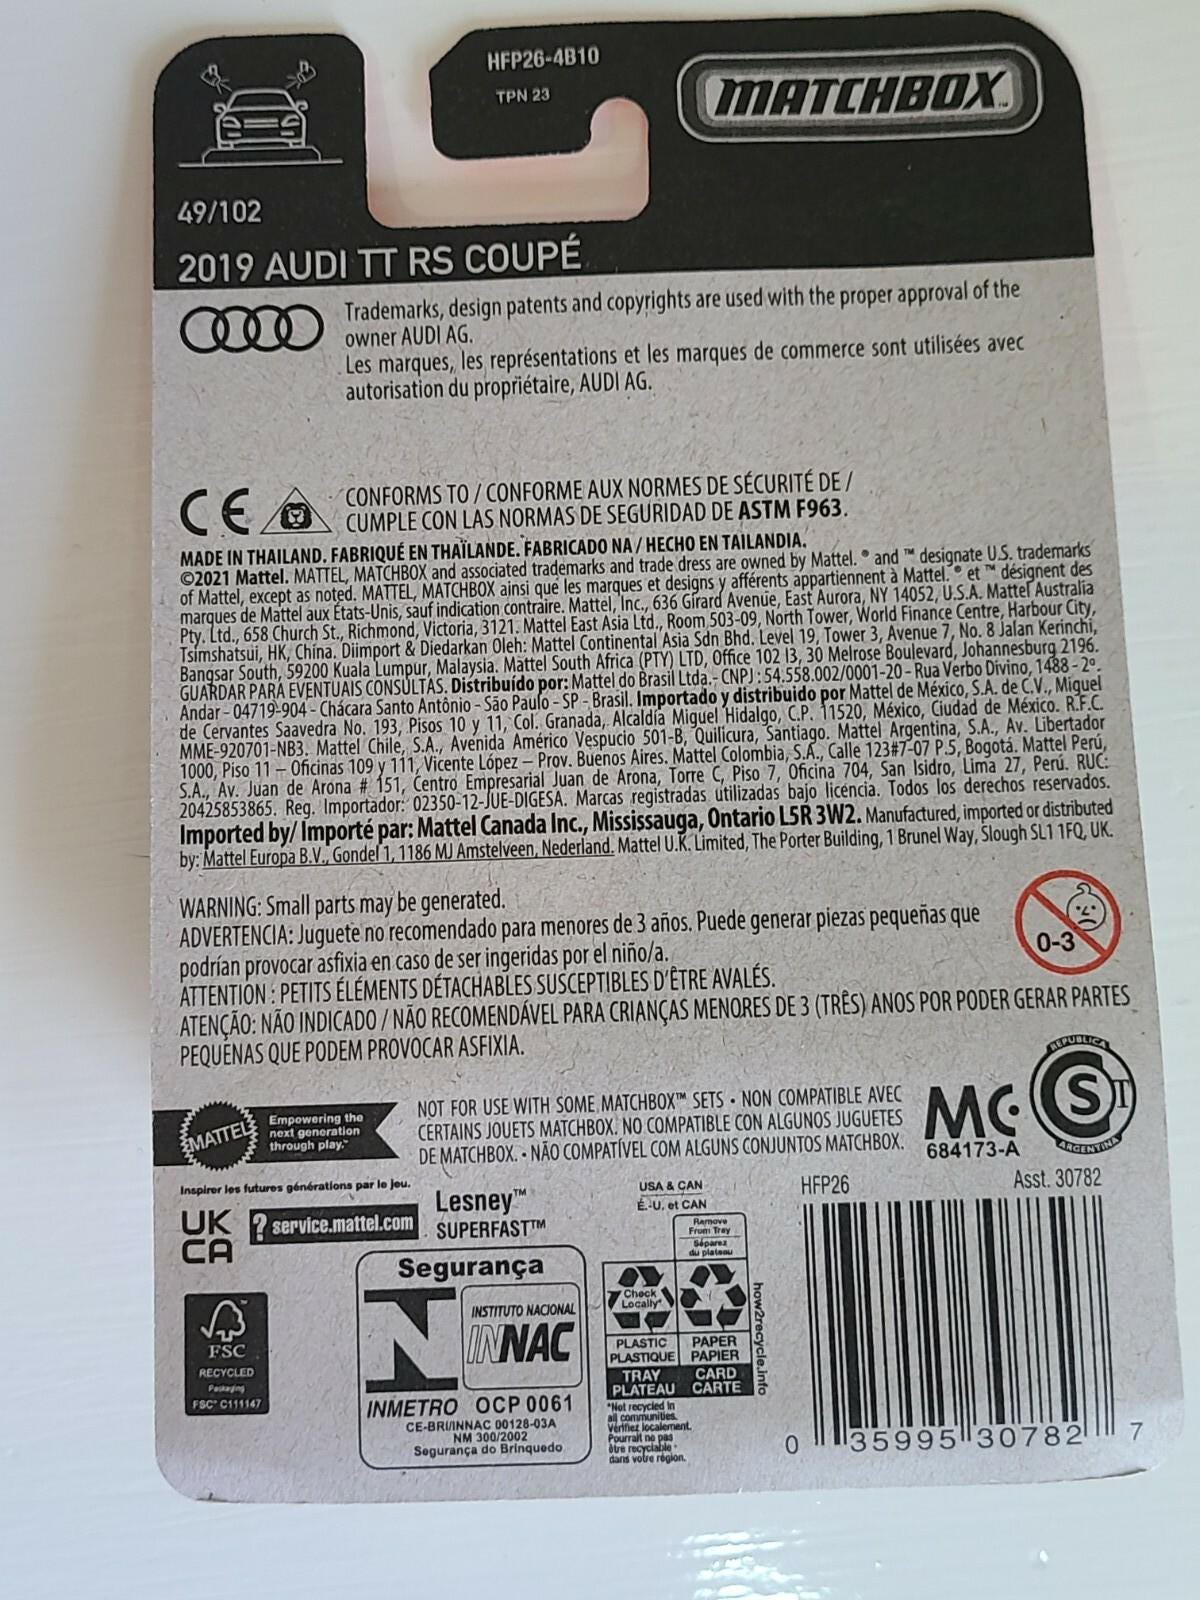 HFP26-4B10
TPN 23
MATCHBOX™
49/102
2019 AUDI TT RS COUPÉ
Trademarks, design patents and copyrights are used with the proper approval of the
owner AUDI AG.
Les marques, les représentations et les marques de commerce sont utilisées avec
autorisation du propriétaire, AUDI AG.
CE
CONFORMS TO / CONFORME AUX NORMES DE SÉCURITÉ DE /
CUMPLE CON LAS NORMAS DE SEGURIDAD DE ASTM F963.
MADE IN THAILAND. FABRIQUÉ EN THAÏLANDE. FABRICADO NA / HECHO EN TAILANDIA.
©2021 Mattel. MATTEL, MATCHBOX and associated trademarks and trade dress are owned by Mattel. ® and ™ designate U.S. trademarks
of Mattel, except as noted. MATTEL, MATCHBOX ainsi que les marques et designs y afférents appartiennent à Mattel. ® et ™ désignent des
marques de Mattel aux États-Unis, sauf indication contraire. Mattel, Inc., 636 Girard Avenue, East Aurora, NY 14052, U.S.A. Mattel Australia
Pty. Ltd., 658 Church St., Richmond, Victoria, 3121. Mattel East Asia Ltd., Room 503-09, North Tower, World Finance Centre, Harbour City,
Tsimshatsui, HK, China. Diimport & Diedarkan Oleh: Mattel Continental Asia Sdn Bhd. Level 19, Tower 3, Avenue 7, No. 8 Jalan Kerinchi,
Bangsar South, 59200 Kuala Lumpur, Malaysia. Mattel South Africa (PTY) LTD, Office 102 I3, 30 Melrose Boulevard, Johannesburg 2196.
GUARDAR PARA EVENTUAIS CONSULTAS. Distribuído por: Mattel do Brasil Ltda.- CNPJ : 54.558.002/0001-20 - Rua Verbo Divino, 1488 - 2º.
Andar - 04719-904 - Chácara Santo Antônio - São Paulo - SP - Brasil. Importado y distribuido por Mattel de México, S.A. de C.V., Miguel
de Cervantes Saavedra No. 193, Pisos 10 y 11, Col. Granada, Alcaldía Miguel Hidalgo, C.P. 11520, México, Ciudad de México. R.F.C.
MME-920701-NB3. Mattel Chile, S.A., Avenida Américo Vespucio 501-B, Quilicura, Santiago. Mattel Argentina, S.A., Av. Libertador
1000, Piso 11 – Oficinas 109 y 111, Vicente López – Prov. Buenos Aires. Mattel Colombia, S.A., Calle 123#7-07 P.5, Bogotá. Mattel Perú,
S.A., Av. Juan de Arona # 151, Centro Empresarial Juan de Arona, Torre C, Piso 7, Oficina 704, San Isidro, Lima 27, Perú. RUC:
20425853865. Reg. Importador: 02350-12-JUE-DIGESA. Marcas registradas utilizadas bajo licencia. Todos los derechos reservados.
Imported by/ Importé par: Mattel Canada Inc., Mississauga, Ontario L5R 3W2. Manufactured, imported or distributed
by: Mattel Europa B.V., Gondel 1, 1186 MJ Amstelveen, Nederland. Mattel U.K. Limited, The Porter Building, 1 Brunel Way, Slough SL1 1FQ, UK.
WARNING: Small parts may be generated.
ADVERTENCIA: Juguete no recomendado para menores de 3 años. Puede generar piezas pequeñas que
podrían provocar asfixia en caso de ser ingeridas por el niño/a.
ATTENTION : PETITS ÉLÉMENTS DÉTACHABLES SUSCEPTIBLES D'ÊTRE AVALÉS.
ATENÇÃO: NÃO INDICADO / NÃO RECOMENDÁVEL PARA CRIANÇAS MENORES DE 3 (TRÊS) ANOS POR PODER GERAR PARTES
PEQUENAS QUE PODEM PROVOCAR ASFIXIA.
0-3
MATTEL
Empowering the
next generation
through play.™
Inspirer les futures générations par le jeu.
NOT FOR USE WITH SOME MATCHBOX™ SETS • NON COMPATIBLE AVEC
CERTAINS JOUETS MATCHBOX. NO COMPATIBLE CON ALGUNOS JUGUETES
DE MATCHBOX. • NÃO COMPATÍVEL COM ALGUNS CONJUNTOS MATCHBOX.
MC
684173-A
REPUBLICA
S T
ARGENTINA
UK
CA
? service.mattel.com
Lesney™
SUPERFAST™
FSC
RECYCLED
Packaging
FSC® C111147
Segurança
INSTITUTO NACIONAL
INNAC
INMETRO OCP 0061
CE-BRI/INNAC 00128-03A
NM 300/2002
Segurança do Brinquedo
USA & CAN
É.-U. et CAN
Remove
From Tray
Séparez
du plateau
Check
Locally*
PLASTIC
PLASTIQUE
TRAY
PLATEAU
PAPER
PAPIER
CARD
CARTE
how2recycle.info
*Not recycled in
all communities.
Vérifiez localement.
Pourrait ne pas
être recyclable
dans votre région.
HFP26
Asst. 30782
0 35995 30782 7